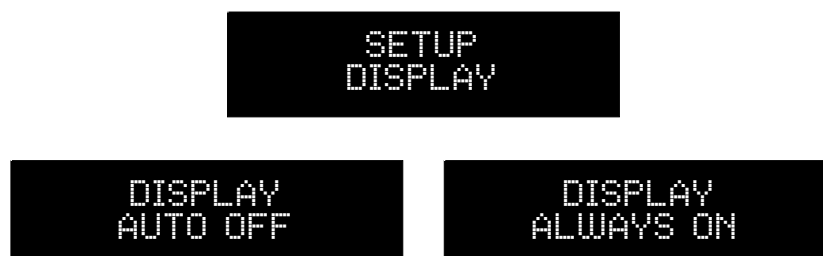 SETUP
DISPLAY
DISPLAY
AUTO OFF
DISPLAY
ALWAYS ON